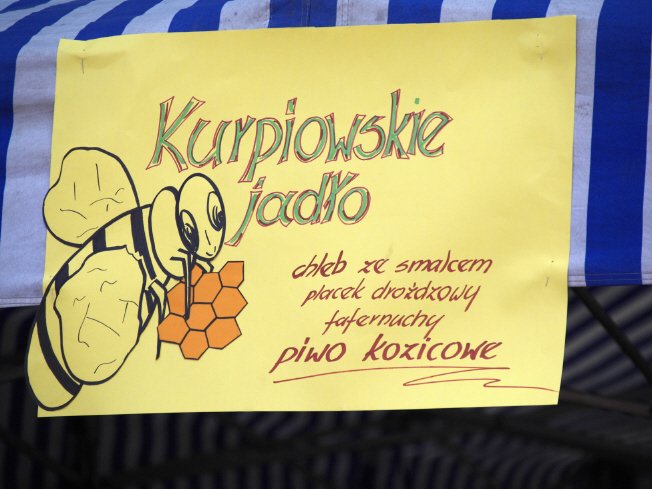 Kurpiowskie
jadło
chleb ze smalcem
placek drożdżowy
fafernuchy
piwo kozicowe